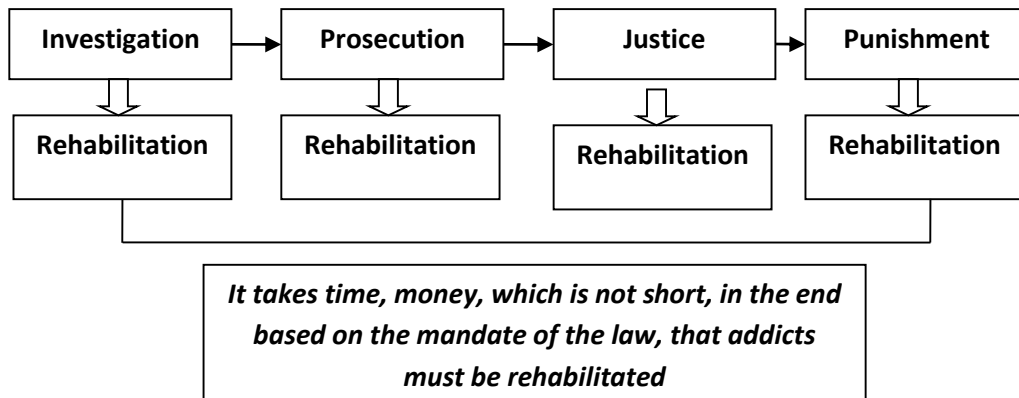 Investigation
Prosecution
Justice
Punishment
Rehabilitation
Rehabilitation
Rehabilitation
Rehabilitation
It takes time, money, which is not short, in the end
based on the mandate of the law, that addicts
must be rehabilitated